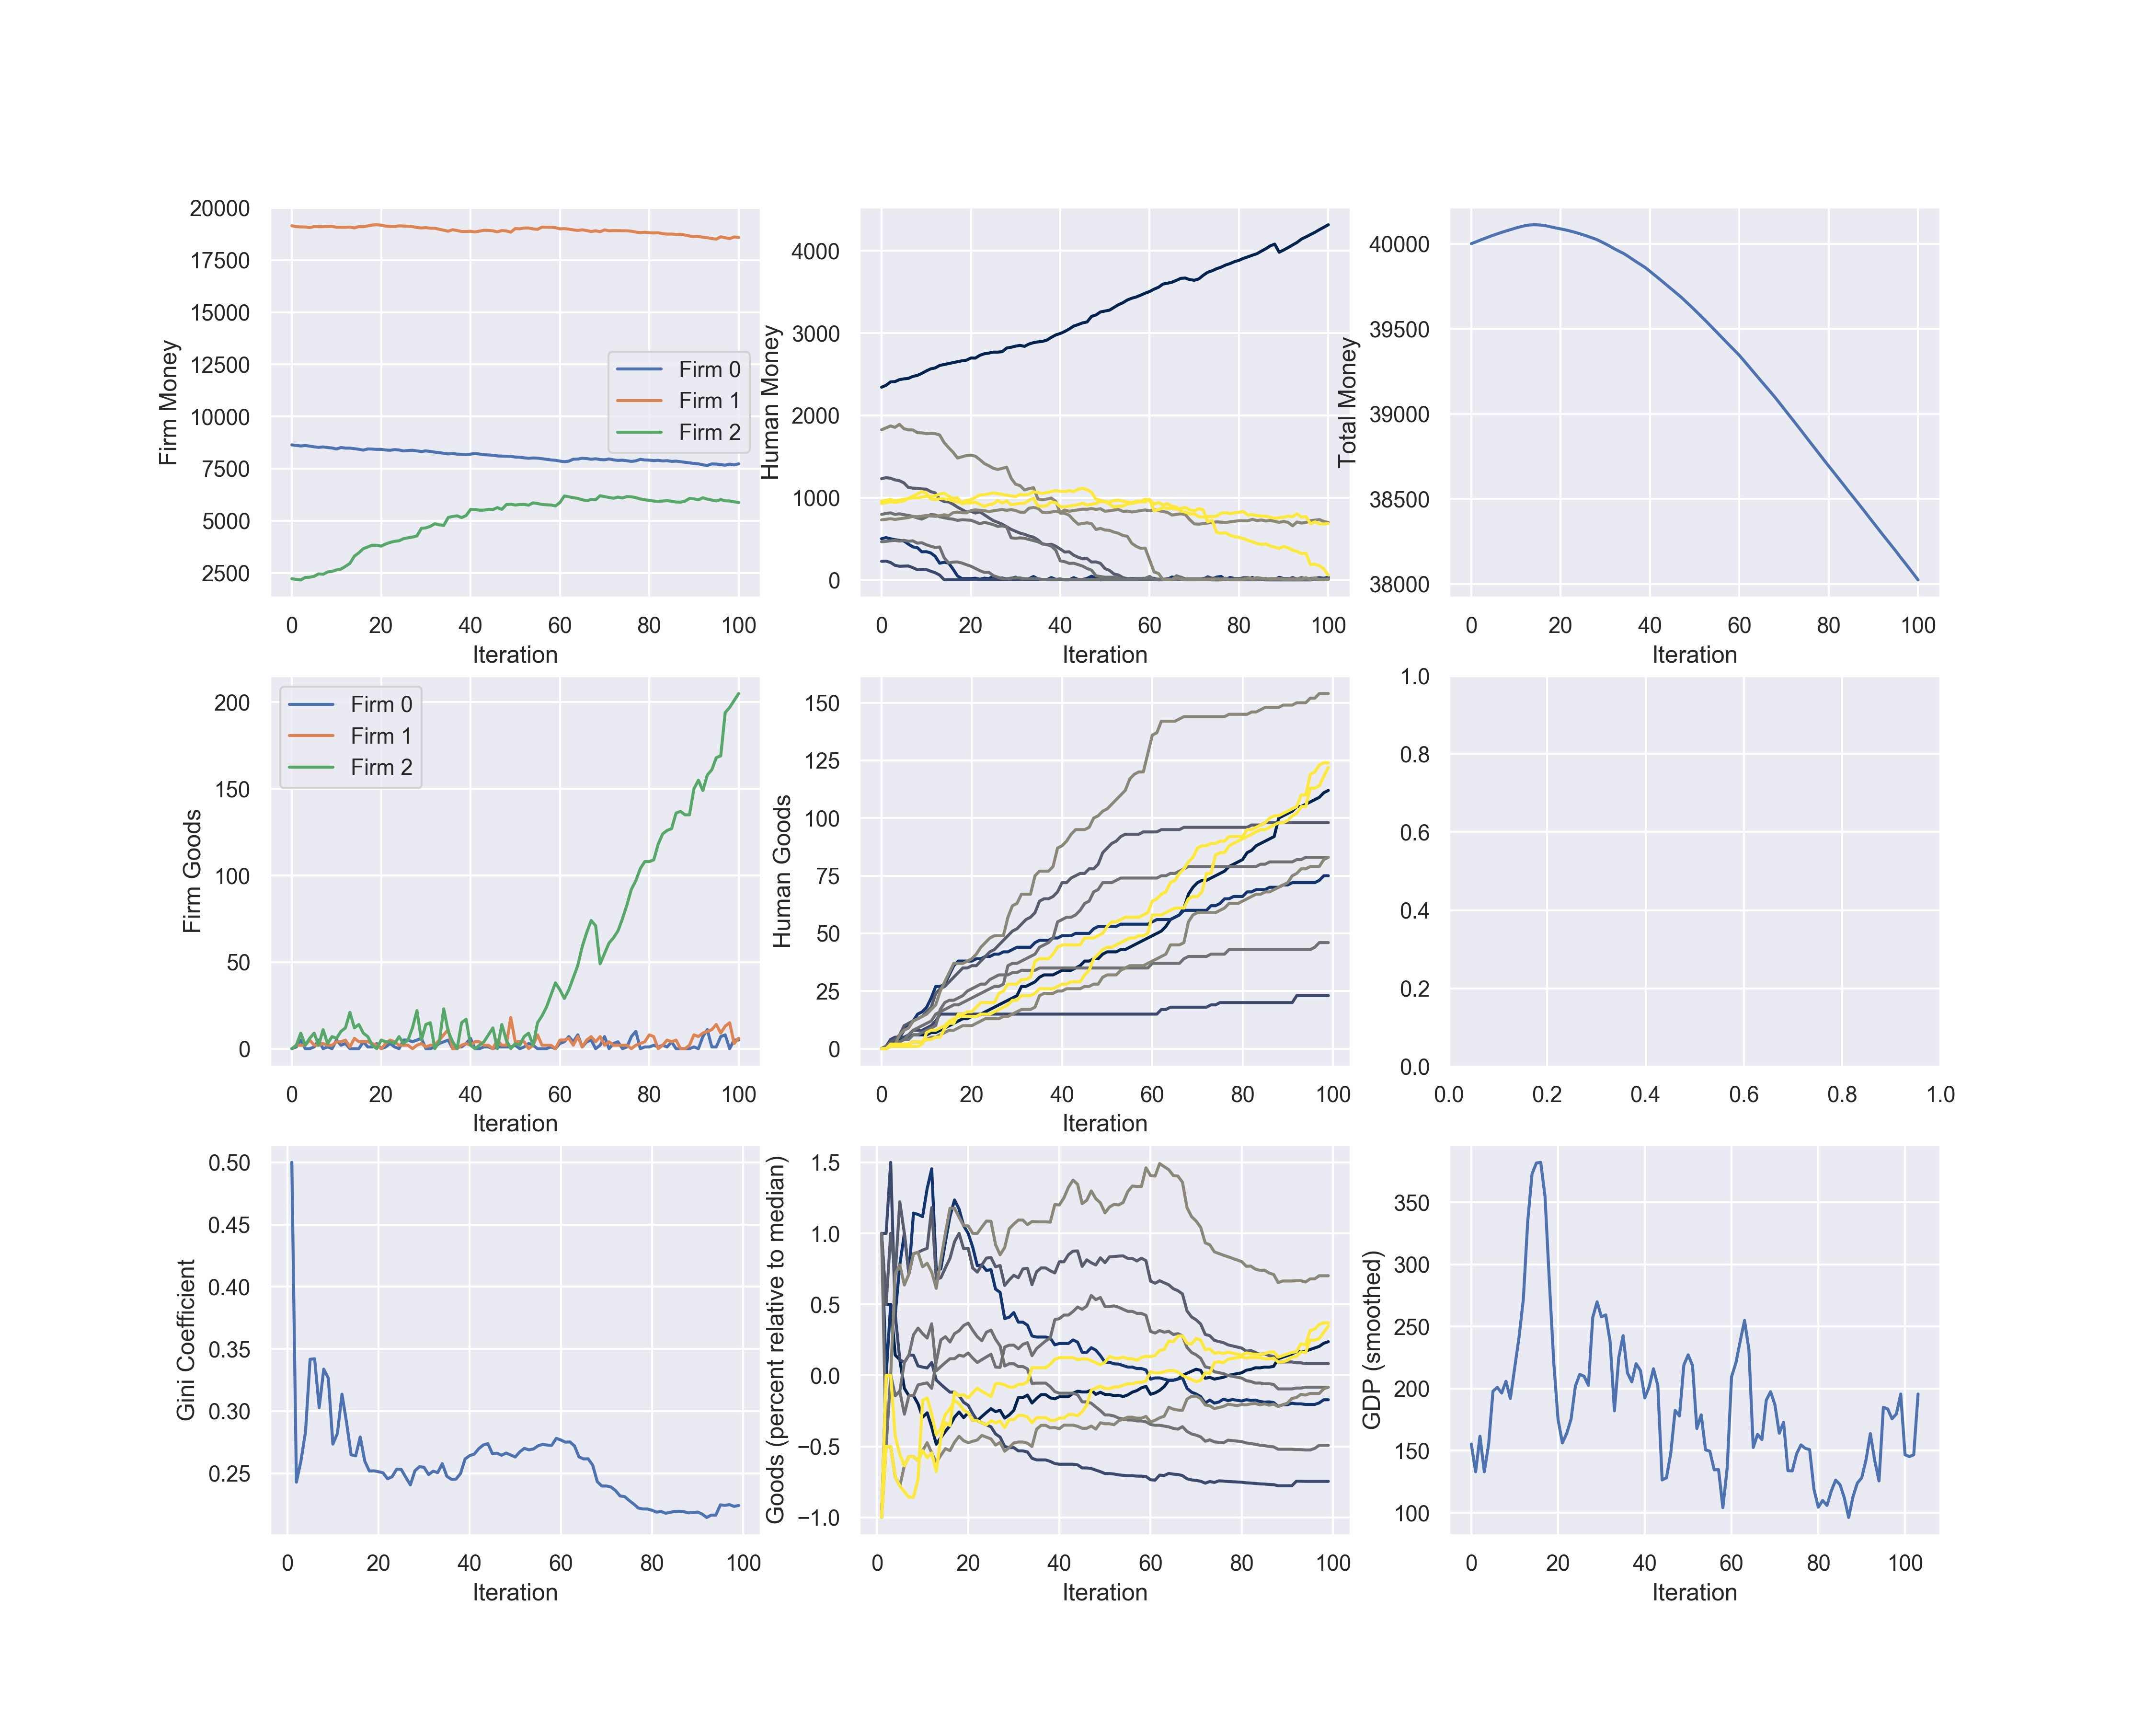 Firm Money
20000
17500
15000
12500
10000
7500
5000
2500
Firm 0
Firm 1
Firm 2
0 20 40 60 80 100
Iteration
Human Money
4000
3000
2000
1000
0
0 20 40 60 80 100
Iteration
Total Money
40000
39500
39000
38500
38000
0 20 40 60 80 100
Iteration
Firm Goods
200
150
100
50
0
Firm 0
Firm 1
Firm 2
0 20 40 60 80 100
Iteration
Human Goods
150
125
100
75
50
25
0
0 20 40 60 80 100
Iteration
1.0
0.8
0.6
0.4
0.2
0.0
0.0 0.2 0.4 0.6 0.8 1.0
Gini Coefficient
0.50
0.45
0.40
0.35
0.30
0.25
0 20 40 60 80 100
Iteration
Goods (percent relative to median)
1.5
1.0
0.5
0.0
−0.5
−1.0
0 20 40 60 80 100
Iteration
GDP (smoothed)
350
300
250
200
150
100
0 20 40 60 80 100
Iteration